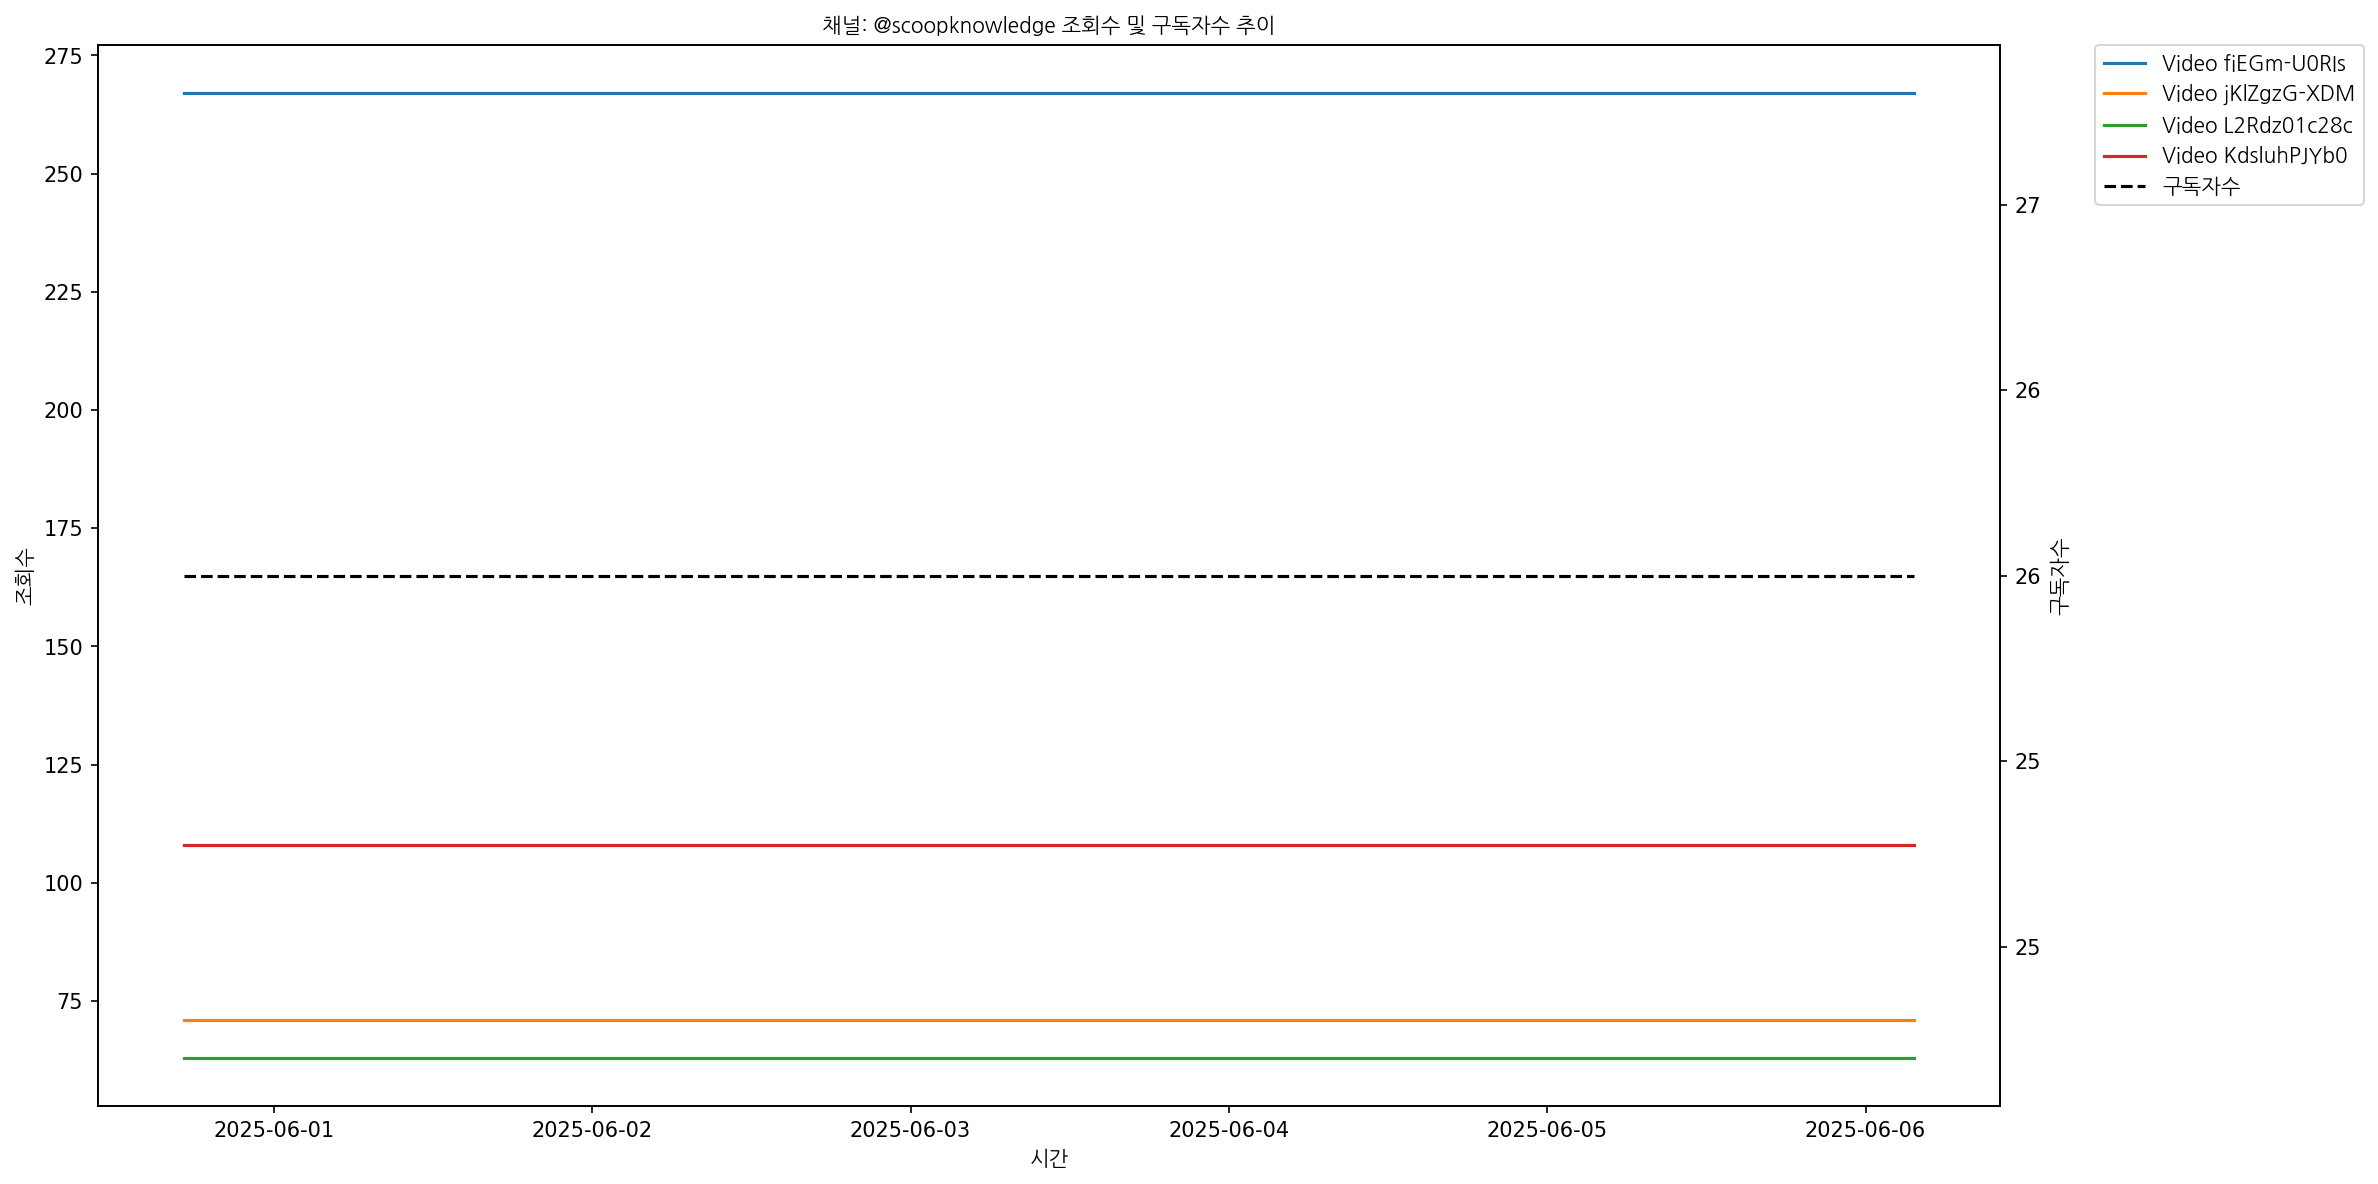 채널: @scoopknowledge 조회수 및 구독자수 추이
275
250
225
200
175
150
125
100
75
조회수
27
26
26
25
25
구독자수
2025-06-01
2025-06-02
2025-06-03
2025-06-04
2025-06-05
2025-06-06
시간
Video fiEGm-U0RIs
Video jKlZgzG-XDM
Video L2Rdz01c28c
Video KdsluhPJYb0
구독자수